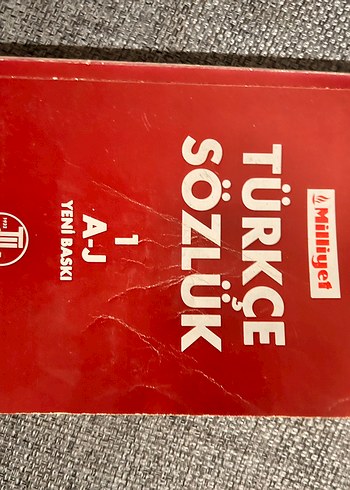 Milliyet
TÜRKÇE
SÖZLÜK
1
A-J
YENİ BASKI